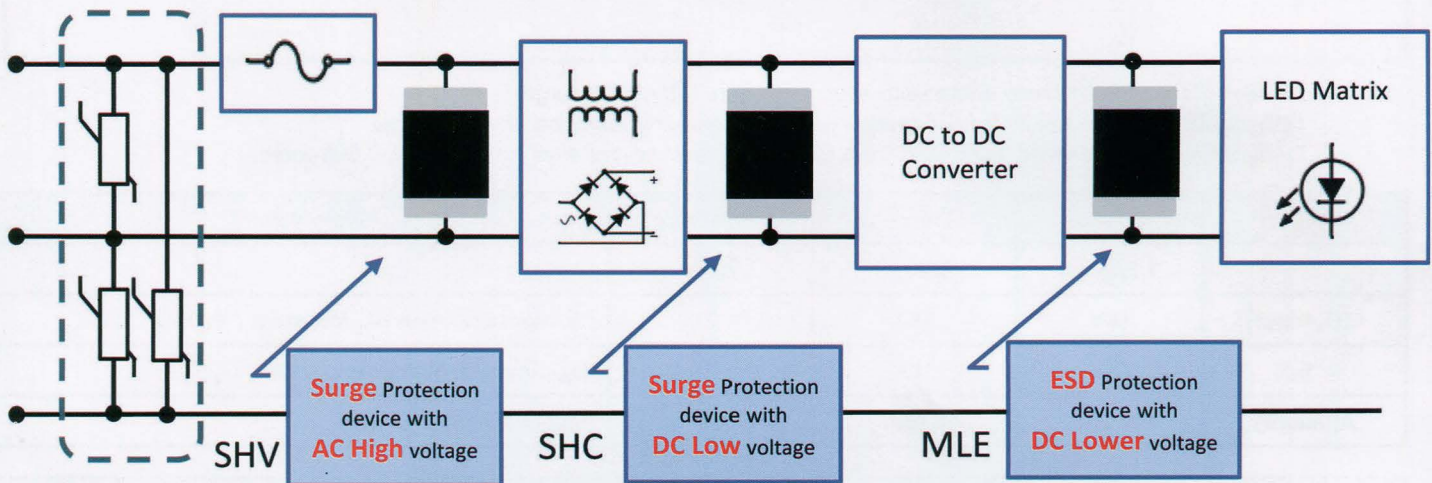 LED Matrix
DC to DC
Converter
+
-
SHV
Surge Protection
device with
AC High voltage
SHC
Surge Protection
device with
DC Low voltage
MLE
ESD Protection
device with
DC Lower voltage